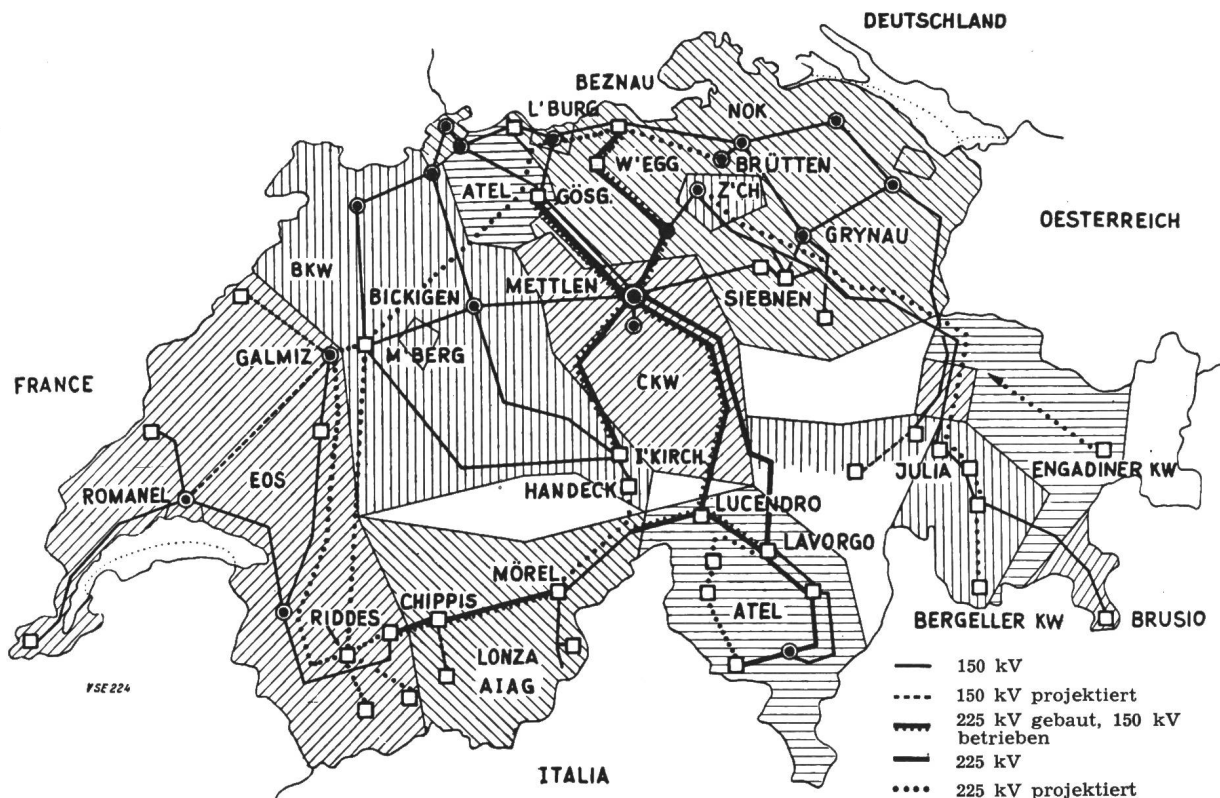 DEUTSCHLAND
BEZNAU
L'BURG
NOK
W'EGG
BRÜTTEN
ATEL
GÖSG.
Z'CH
OESTERREICH
GRYNAU
BKW
BICKIGEN
METTLEN
SIEBNEN
GALMIZ
M'BERG
FRANCE
CKW
I'KIRCH.
ROMANEL
EOS
HANDECK
JULIA
ENGADINER KW
LUCENDRO
LAVORGO
MÖREL
RIDDES
CHIPPIS
ATEL
BERGELLER KW
BRUSIO
LONZA
AIAG
VSE 224
ITALIA
150 kV
150 kV projektiert
225 kV gebaut, 150 kV
betrieben
225 kV
225 kV projektiert